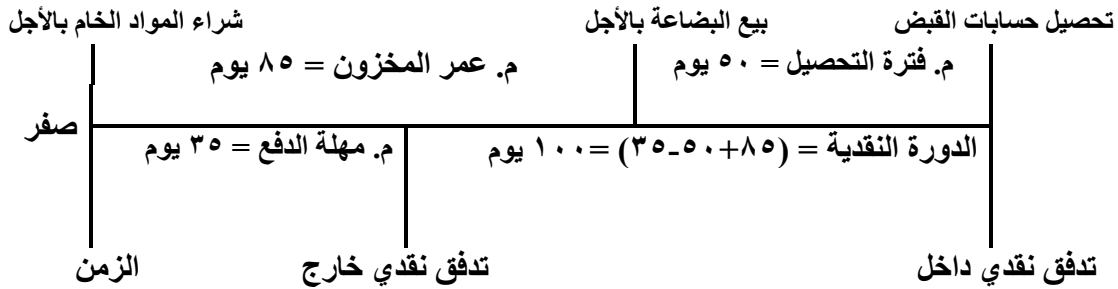 تحصيل حسابات القبض
بيع البضاعة بالأجل
شراء المواد الخام بالأجل
م. فترة التحصيل = ٥٠ يوم
م. عمر المخزون = ٨٥ يوم
صفر
الدورة النقدية = (٨٥+٥٠-٣٥) =١٠٠ يوم
م. مهلة الدفع = ٣٥ يوم
تدفق نقدي داخل
تدفق نقدي خارج
الزمن